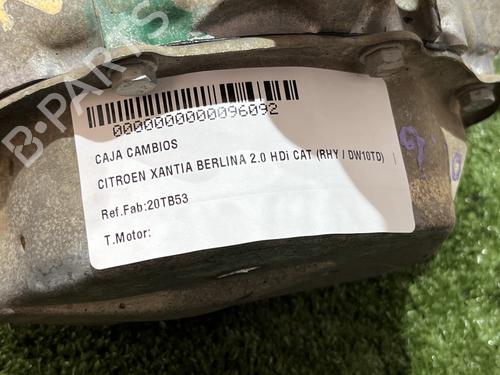 B-PARTS
0000000000096092
CAJA CAMBIOS
CITROEN XANTIA BERLINA 2.0 HDi CAT (RHY / DW10TD)
Ref.Fab:20TB53
T.Motor: